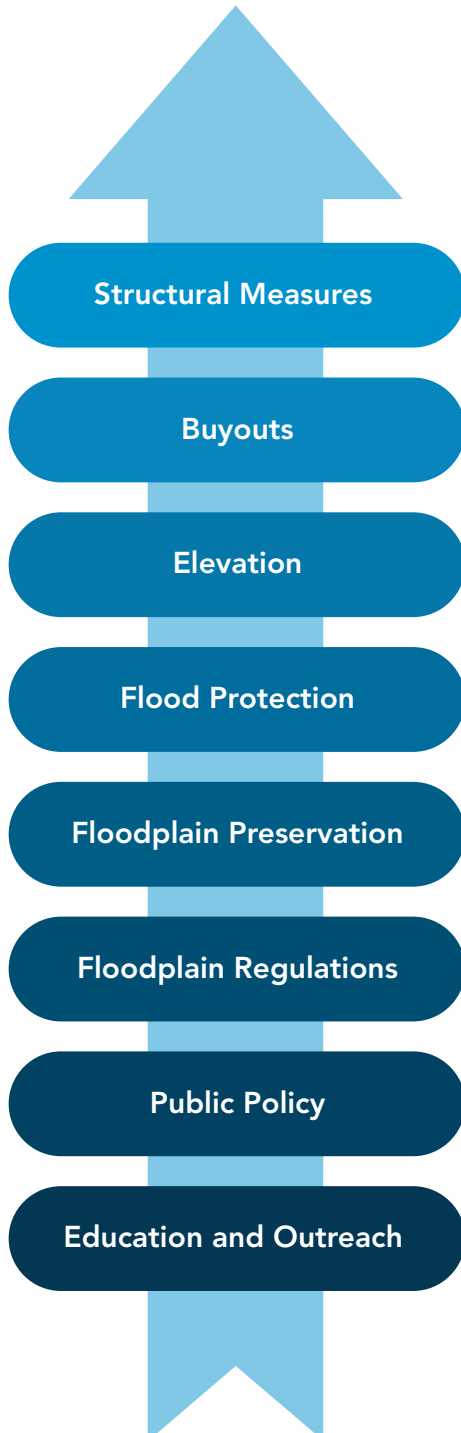 Structural Measures
Buyouts
Elevation
Flood Protection
Floodplain Preservation
Floodplain Regulations
Public Policy
Education and Outreach